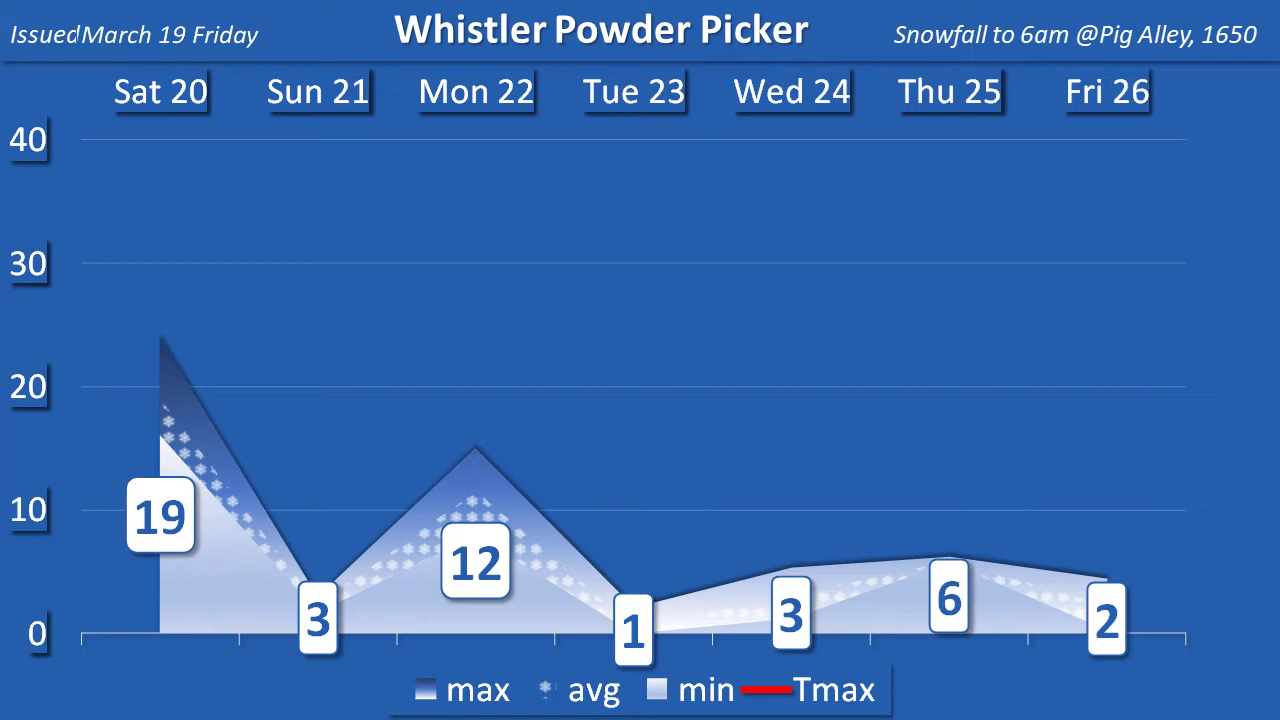 Issued March 19 Friday
Whistler Powder Picker
Snowfall to 6am @Pig Alley, 1650
Sat 20 Sun 21 Mon 22 Tue 23 Wed 24 Thu 25 Fri 26
40
30
20
10
0
19 3 12 1 3 6 2
max avg min Tmax